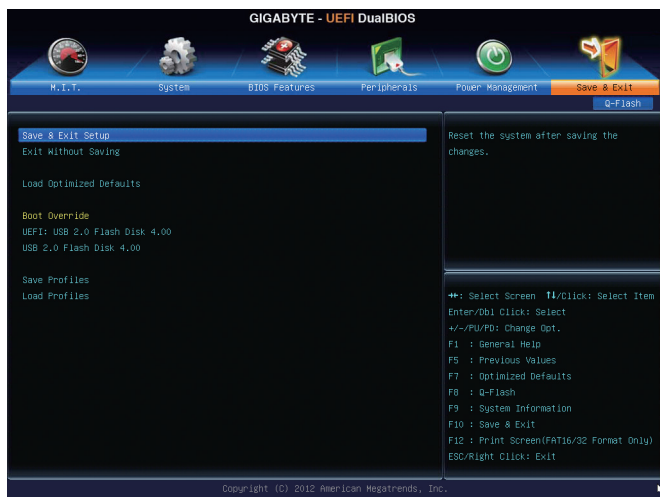 GIGABYTE - UEFI DualBIOS
M.I.T. System BIOS Features Peripherals Power Management Save & Exit
Q-Flash
Save & Exit Setup
Exit Without Saving
Load Optimized Defaults
Boot Override
UEFI: USB 2.0 Flash Disk 4.00
USB 2.0 Flash Disk 4.00
Save Profiles
Load Profiles
Reset the system after saving the
changes.
→←: Select Screen ↑↓/Click: Select Item
Enter/Dbl Click: Select
+/-/PU/PD: Change Opt.
F1 : General Help
F5 : Previous Values
F7 : Optimized Defaults
F8 : Q-Flash
F9 : System Information
F10 : Save & Exit
F12 : Print Screen(FAT16/32 Format Only)
ESC/Right Click: Exit
Copyright (C) 2012 American Megatrends, Inc.